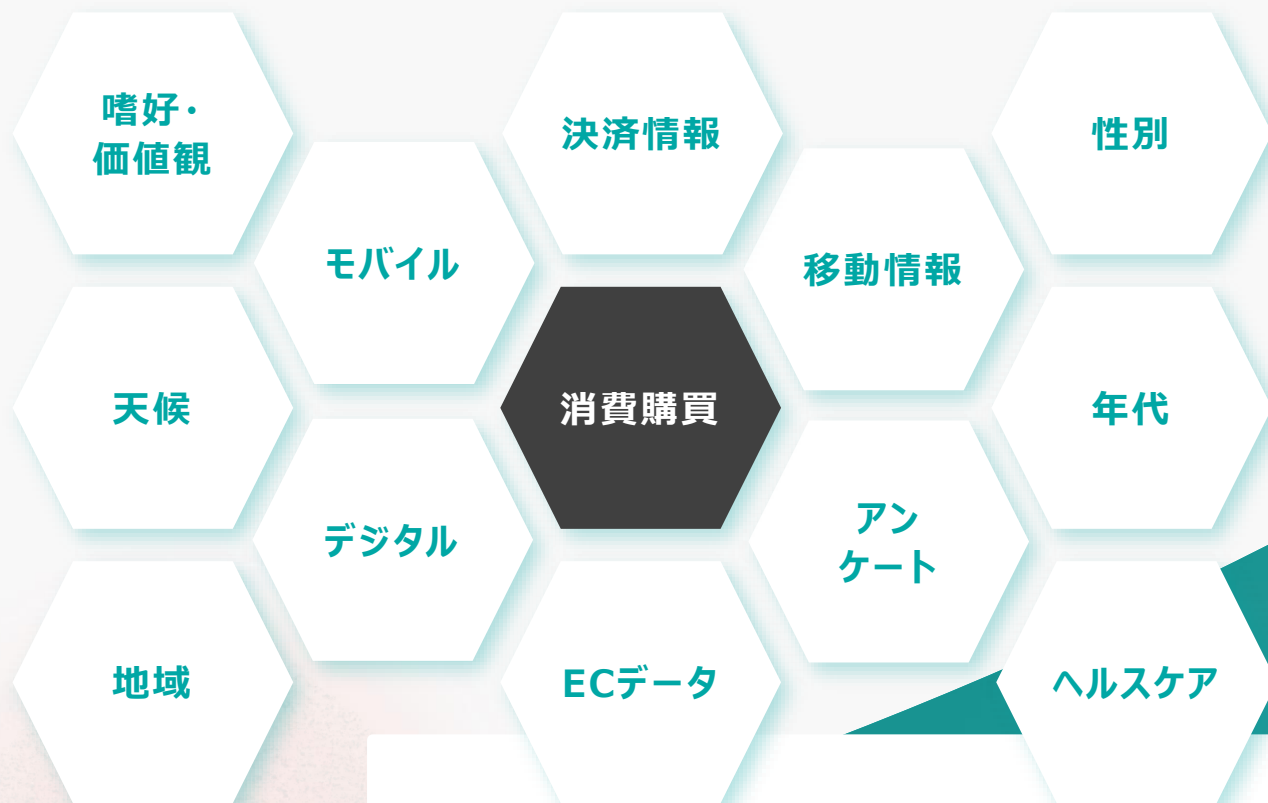 嗜好・
価値観
決済情報
性別
モバイル
移動情報
天候
消費購買
年代
デジタル
アン
ケート
地域
ECデータ
ヘルスケア